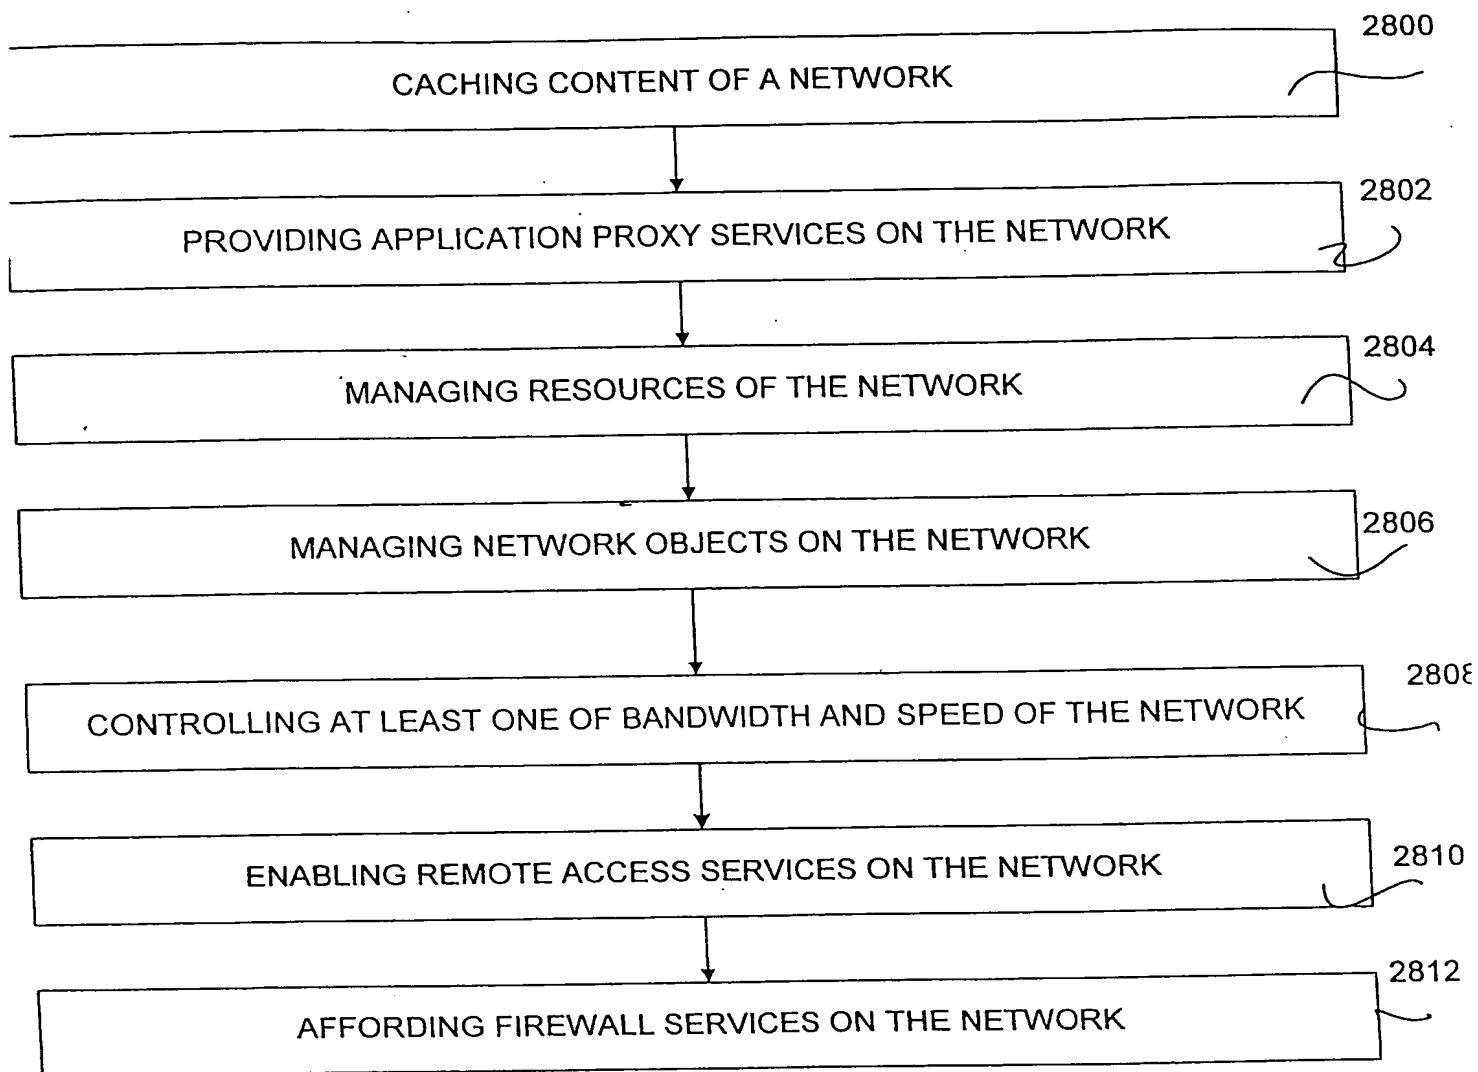 2800
CACHING CONTENT OF A NETWORK
2802
PROVIDING APPLICATION PROXY SERVICES ON THE NETWORK
2804
MANAGING RESOURCES OF THE NETWORK
2806
MANAGING NETWORK OBJECTS ON THE NETWORK
2808
CONTROLLING AT LEAST ONE OF BANDWIDTH AND SPEED OF THE NETWORK
2810
ENABLING REMOTE ACCESS SERVICES ON THE NETWORK
2812
AFFORDING FIREWALL SERVICES ON THE NETWORK